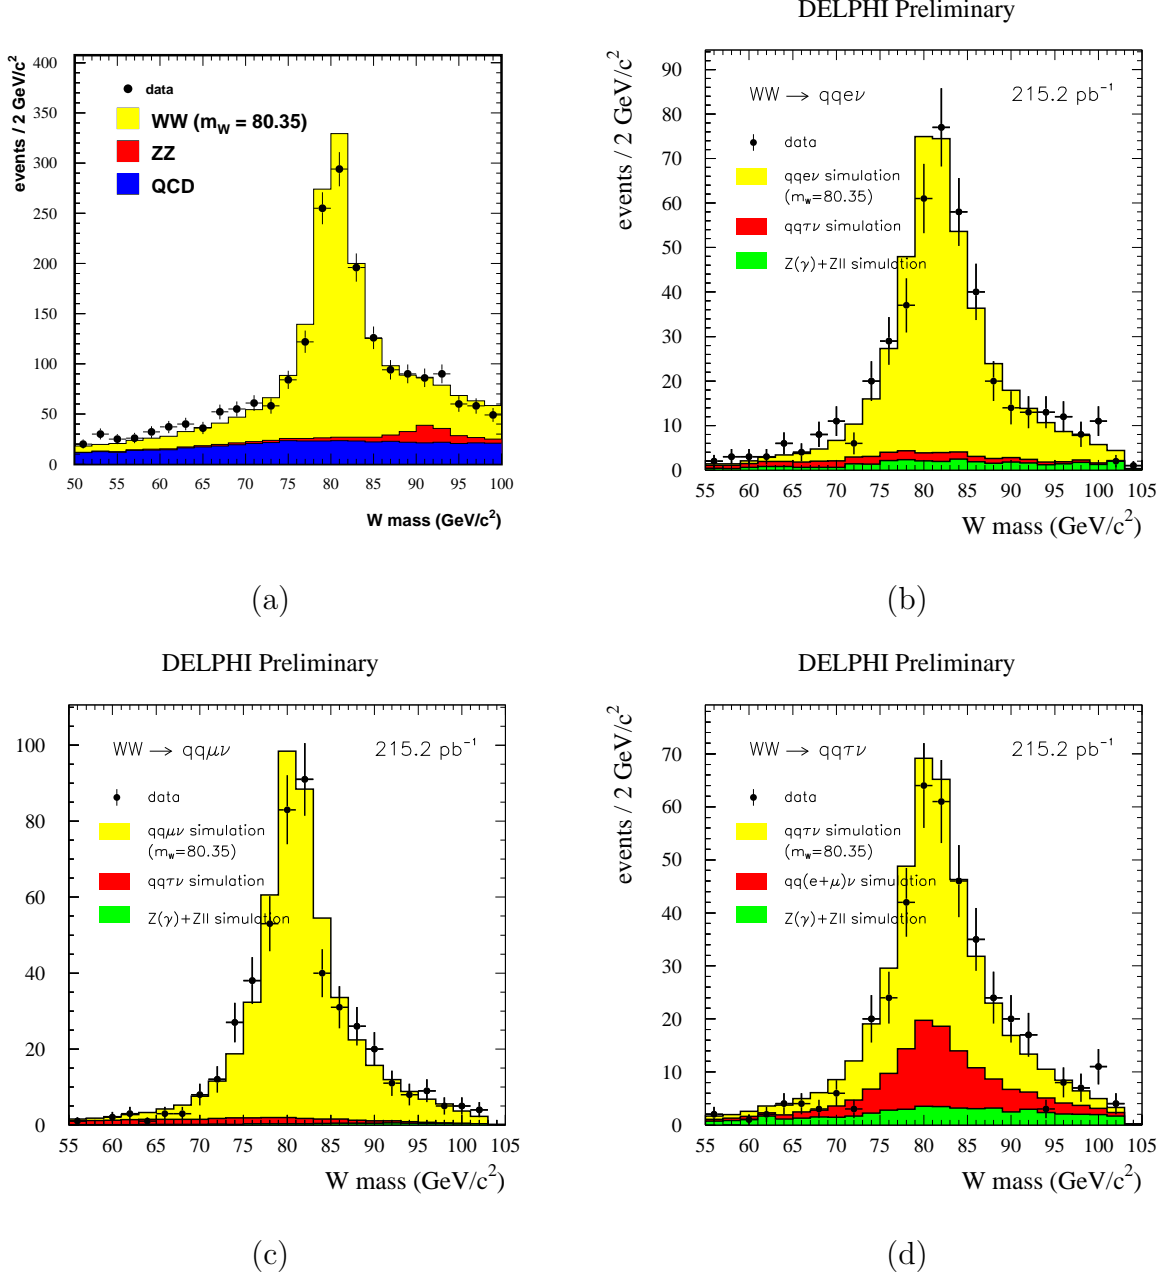 events / 2 GeV/c²
400
350
300
250
200
150
100
50
0
data
WW (m_W = 80.35)
ZZ
QCD
50 55 60 65 70 75 80 85 90 95 100
W mass (GeV/c²)
(a)
DELPHI Preliminary
events / 2 GeV/c²
90
80
70
60
50
40
30
20
10
0
WW → qqeν 215.2 pb⁻¹
data
qqeν simulation
(m_w=80.35)
qqτν simulation
Z(γ)+ZII simulation
55 60 65 70 75 80 85 90 95 100 105
W mass (GeV/c²)
(b)
DELPHI Preliminary
100
80
60
40
20
0
WW → qqμν 215.2 pb⁻¹
data
qqμν simulation
(m_w=80.35)
qqτν simulation
Z(γ)+ZII simulation
55 60 65 70 75 80 85 90 95 100 105
W mass (GeV/c²)
(c)
DELPHI Preliminary
events / 2 GeV/c²
70
60
50
40
30
20
10
0
WW → qqτν 215.2 pb⁻¹
data
qqτν simulation
(m_w=80.35)
qq(e+μ)ν simulation
Z(γ)+ZII simulation
55 60 65 70 75 80 85 90 95 100 105
W mass (GeV/c²)
(d)